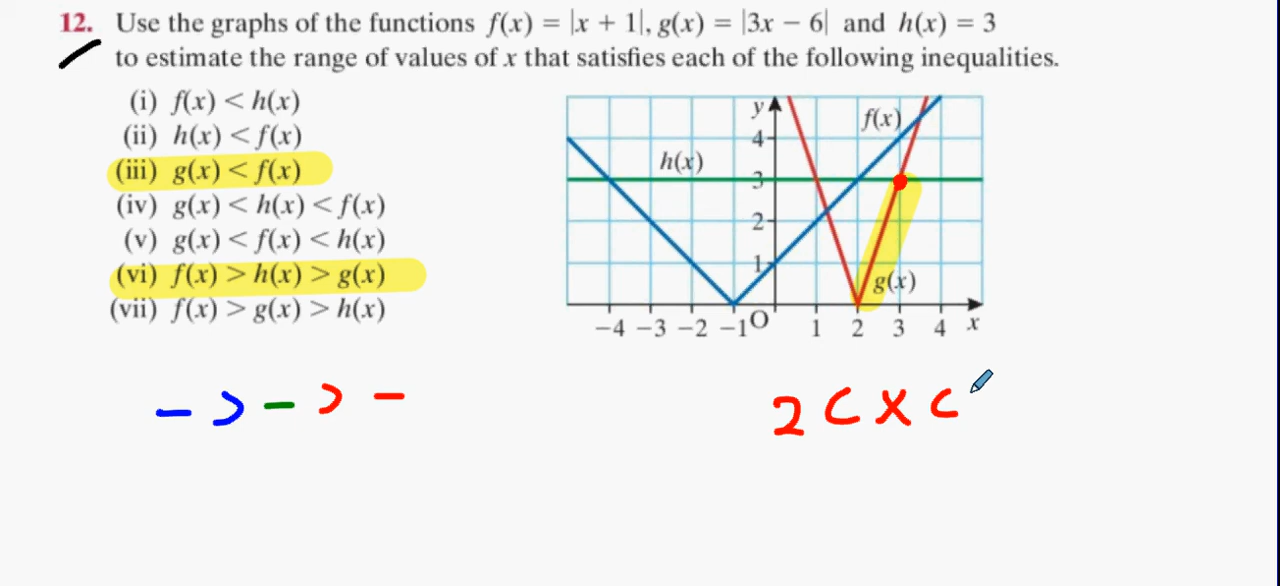 12. Use the graphs of the functions f(x) = |x + 1|, g(x) = |3x − 6| and h(x) = 3
to estimate the range of values of x that satisfies each of the following inequalities.
(i) f(x) < h(x)
(ii) h(x) < f(x)
(iii) g(x) < f(x)
(iv) g(x) < h(x) < f(x)
(v) g(x) < f(x) < h(x)
(vi) f(x) > h(x) > g(x)
(vii) f(x) > g(x) > h(x)
y
f(x)
4
h(x)
3
2
1
g(x)
−4 −3 −2 −1 O 1 2 3 4 x
− > − > −
2 < x <